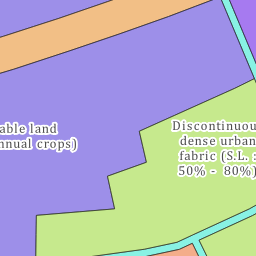 able land
nnual crops)
Discontinuou
dense urban
fabric (S.L. :
50% - 80%)